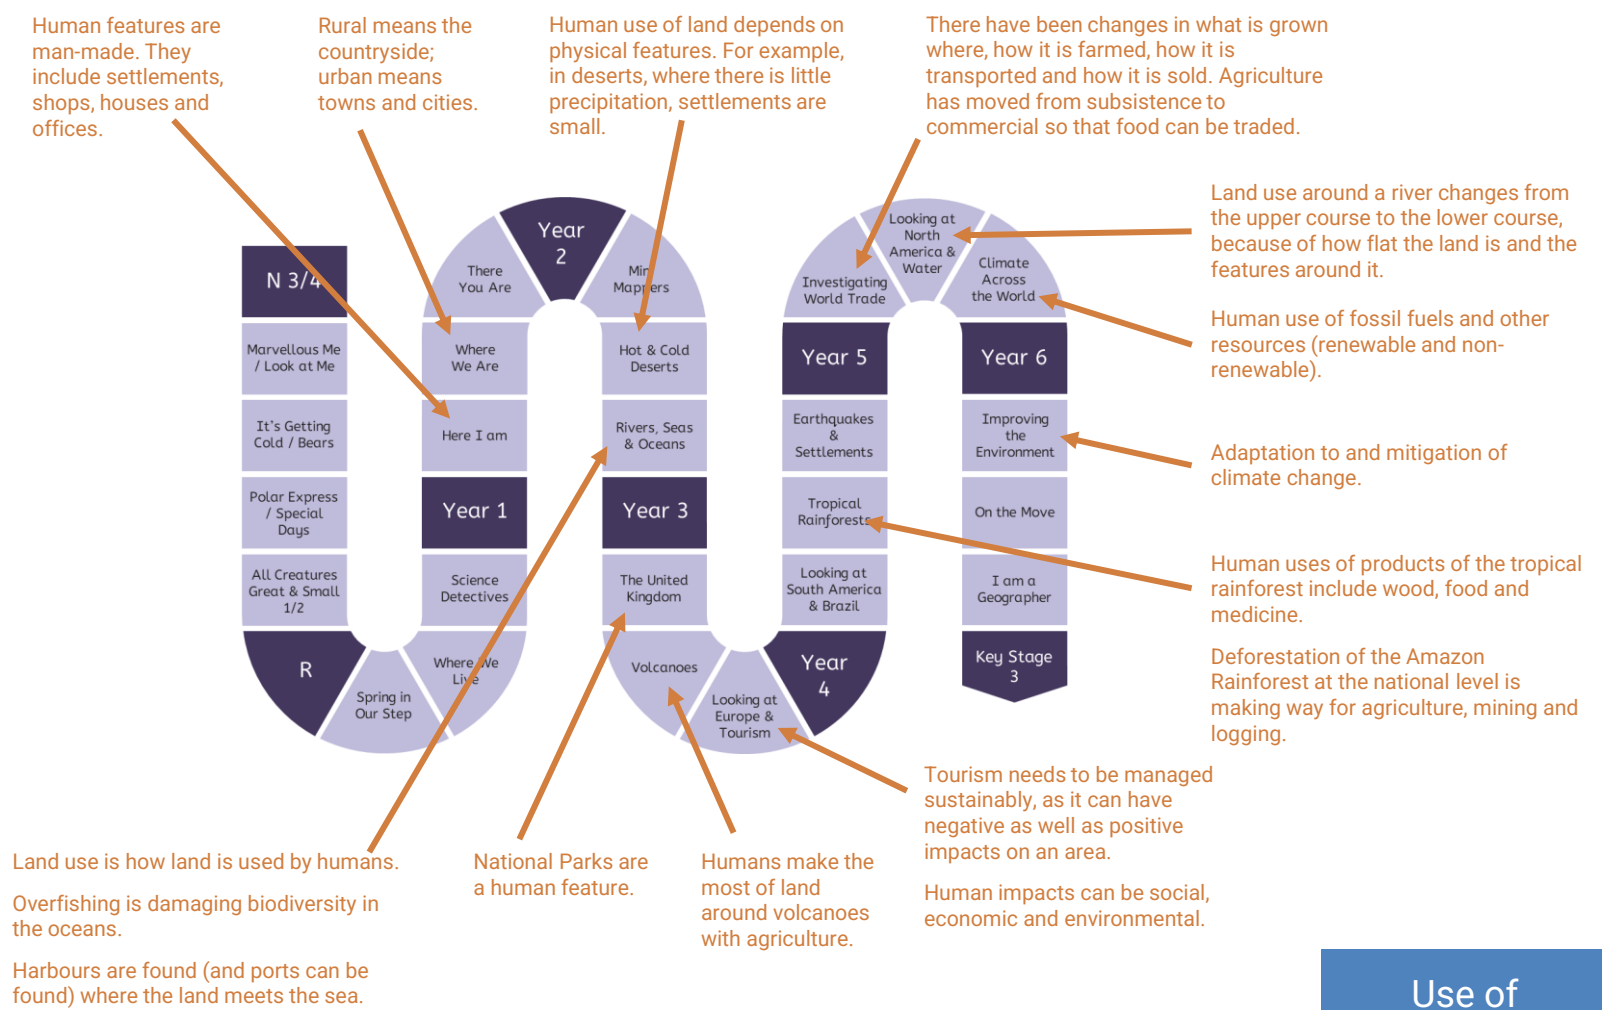 Human features are
man-made. They
include settlements,
shops, houses and
offices.
Rural means the
countryside;
urban means
towns and cities.
Human use of land depends on
physical features. For example,
in deserts, where there is little
precipitation, settlements are
small.
There have been changes in what is grown
where, how it is farmed, how it is
transported and how it is sold. Agriculture
has moved from subsistence to
commercial so that food can be traded.
Land use around a river changes from
the upper course to the lower course,
because of how flat the land is and the
features around it.
Human use of fossil fuels and other
resources (renewable and non-
renewable).
Adaptation to and mitigation of
climate change.
Human uses of products of the tropical
rainforest include wood, food and
medicine.
Deforestation of the Amazon
Rainforest at the national level is
making way for agriculture, mining and
logging.
N 3/4
Marvellous Me
/ Look at Me
It's Getting
Cold / Bears
Polar Express
/ Special
Days
All Creatures
Great & Small
1/2
R
Spring in
Our Step
Where We
Live
Science
Detectives
Year 1
Here I am
Where
We Are
There
You Are
Year
2
Mini
Mappers
Hot & Cold
Deserts
Rivers, Seas
& Oceans
Year 3
The United
Kingdom
Volcanoes
Looking at
Europe &
Tourism
Year
4
Looking at
South America
& Brazil
Tropical
Rainforests
Earthquakes
&
Settlements
Year 5
Investigating
World Trade
Looking at
North
America &
Water
Climate
Across
the World
Year 6
Improving
the
Environment
On the Move
I am a
Geographer
Key Stage
3
Land use is how land is used by humans.
Overfishing is damaging biodiversity in
the oceans.
Harbours are found (and ports can be
found) where the land meets the sea.
National Parks are
a human feature.
Humans make the
most of land
around volcanoes
with agriculture.
Tourism needs to be managed
sustainably, as it can have
negative as well as positive
impacts on an area.
Human impacts can be social,
economic and environmental.
Use of